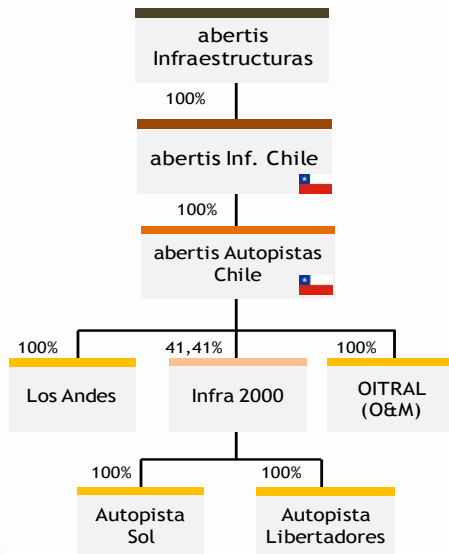 abertis
Infraestructuras
100%
abertis Inf. Chile
100%
abertis Autopistas
Chile
100%
41,41%
100%
Los Andes
Infra 2000
OITRAL
(O&M)
100%
100%
Autopista
Sol
Autopista
Libertadores